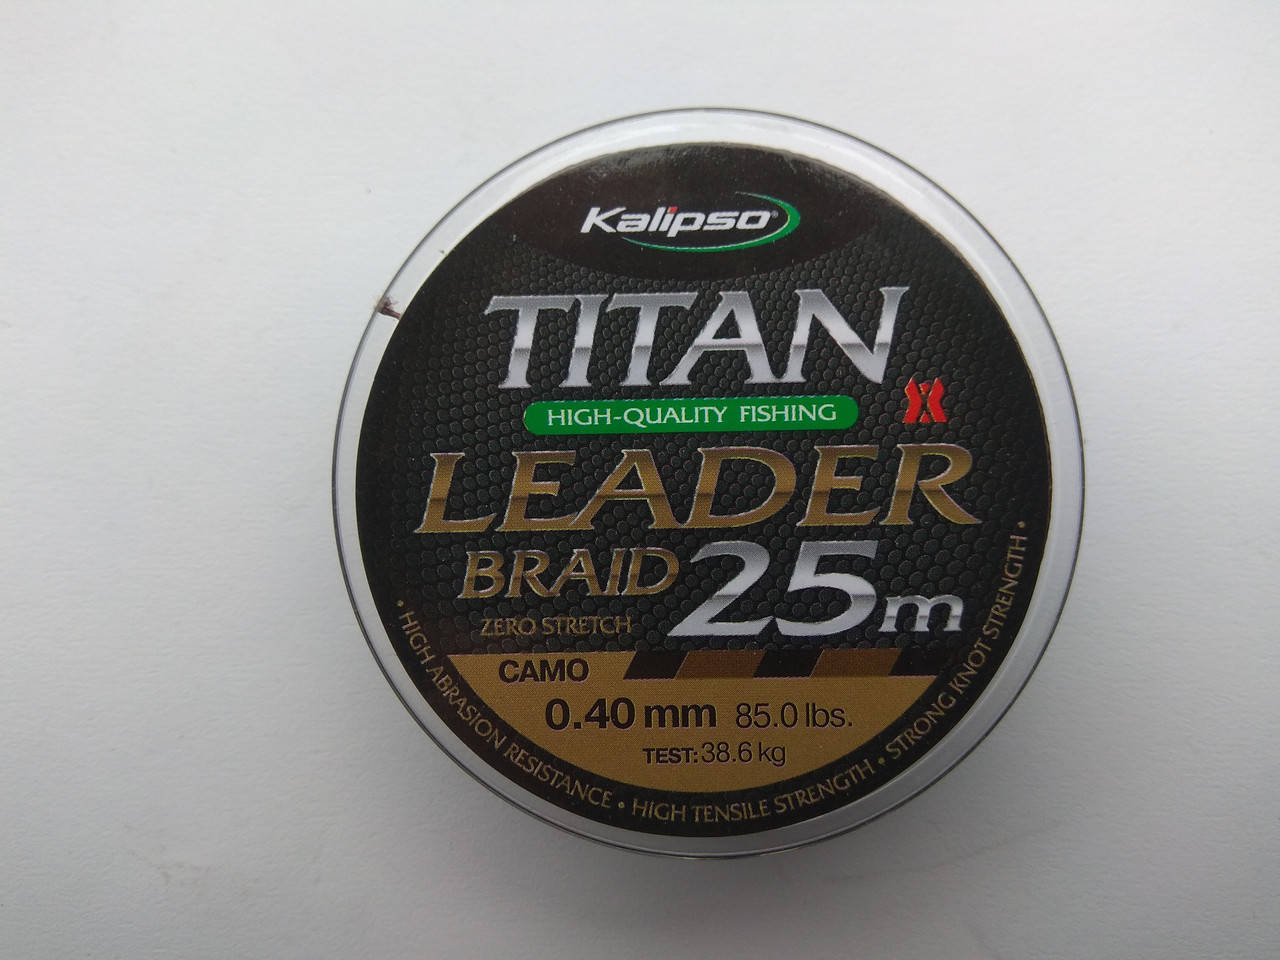 Kalipso®
TITAN
HIGH-QUALITY FISHING
LEADER
BRAID 25m
ZERO STRETCH
CAMO
0.40 mm 85.0 lbs.
TEST: 38.6 kg
• HIGH ABRASION RESISTANCE • HIGH TENSILE STRENGTH • STRONG KNOT STRENGTH •